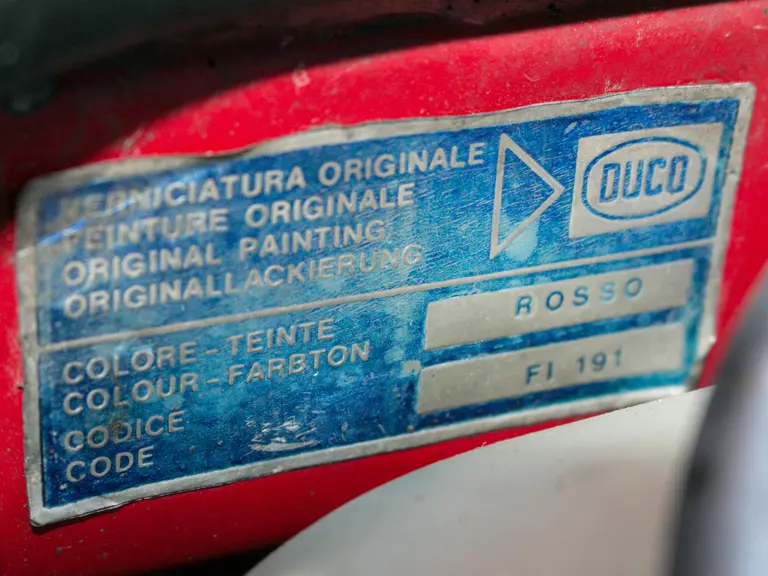 VERNICIATURA ORIGINALE
PEINTURE ORIGINALE
ORIGINAL PAINTING
ORIGINALLACKIERUNG
DUCO
COLORE-TEINTE
COLOUR-FARBTON
ROSSO
CODICE
CODE
FI 191